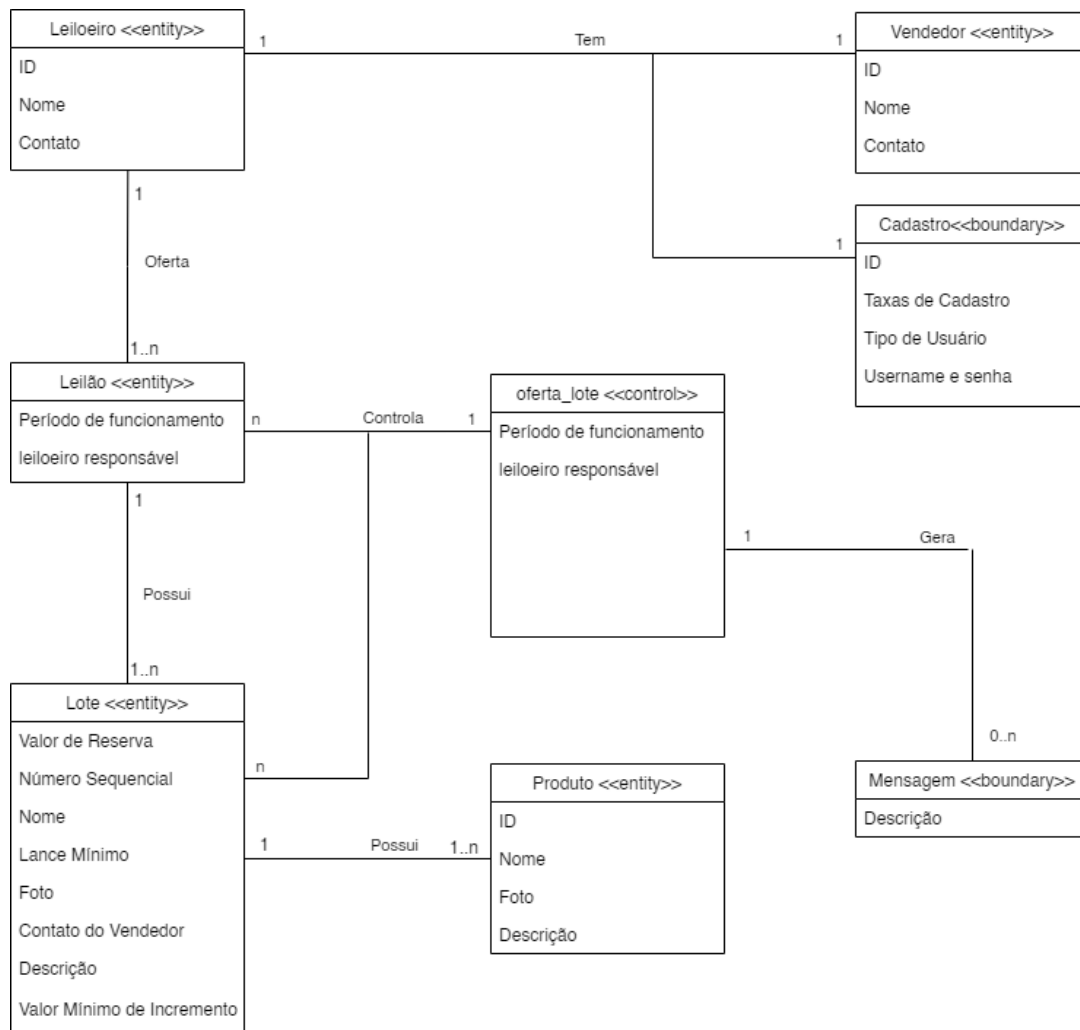 Leiloeiro <<entity>>
ID
Nome
Contato
1
Tem
1
Vendedor <<entity>>
ID
Nome
Contato
1
Cadastro<<boundary>>
ID
Taxas de Cadastro
Tipo de Usuário
Username e senha
1
Oferta
1..n
Leilão <<entity>>
Período de funcionamento
leiloeiro responsável
n
Controla
1
oferta_lote <<control>>
Período de funcionamento
leiloeiro responsável
1
Gera
0..n
Mensagem <<boundary>>
Descrição
1
Possui
1..n
Lote <<entity>>
Valor de Reserva
Número Sequencial
Nome
Lance Mínimo
Foto
Contato do Vendedor
Descrição
Valor Mínimo de Incremento
n
1
Possui
1..n
Produto <<entity>>
ID
Nome
Foto
Descrição